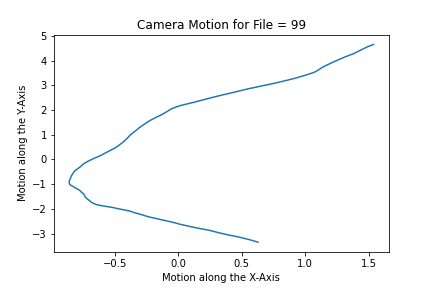 Camera Motion for File = 99
Motion along the Y-Axis
5
4
3
2
1
0
−1
−2
−3
−0.5 0.0 0.5 1.0 1.5
Motion along the X-Axis